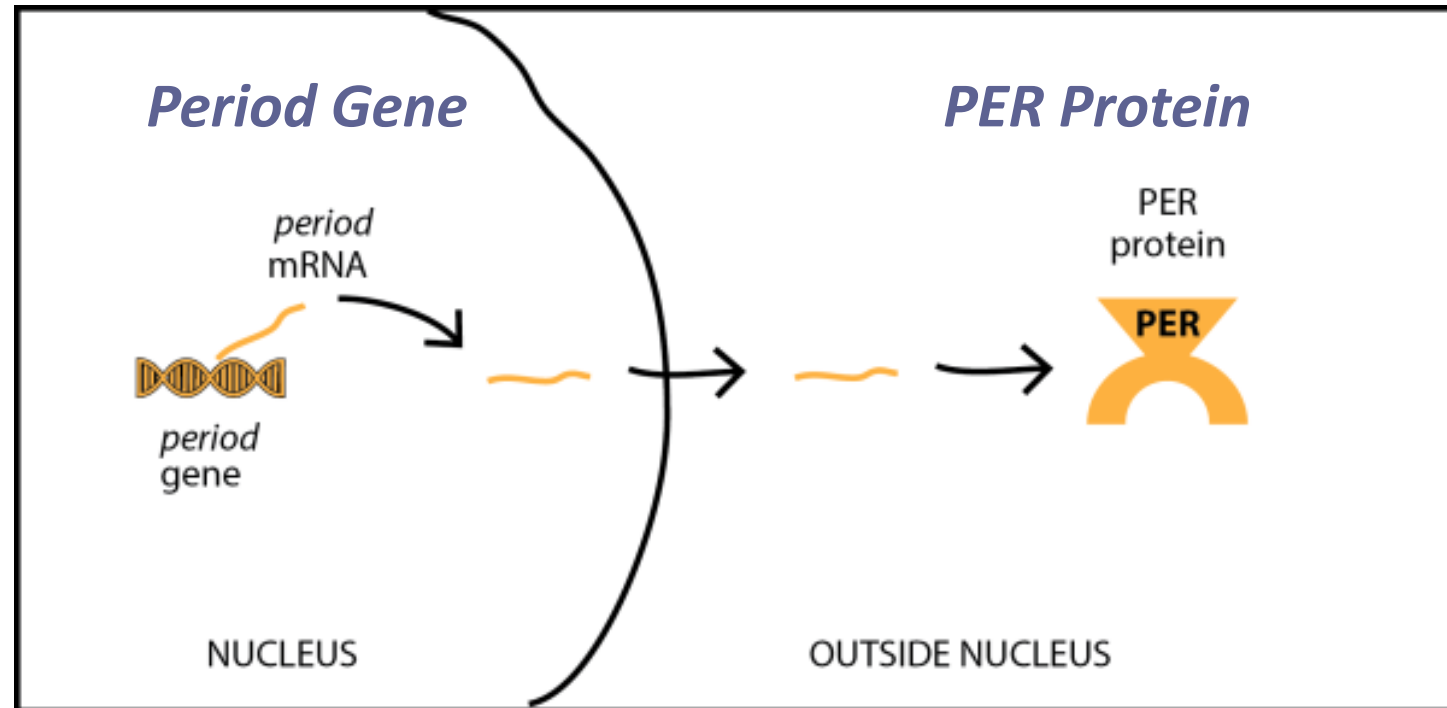 Period Gene
PER Protein
period
mRNA
period
gene
PER
protein
PER
NUCLEUS
OUTSIDE NUCLEUS